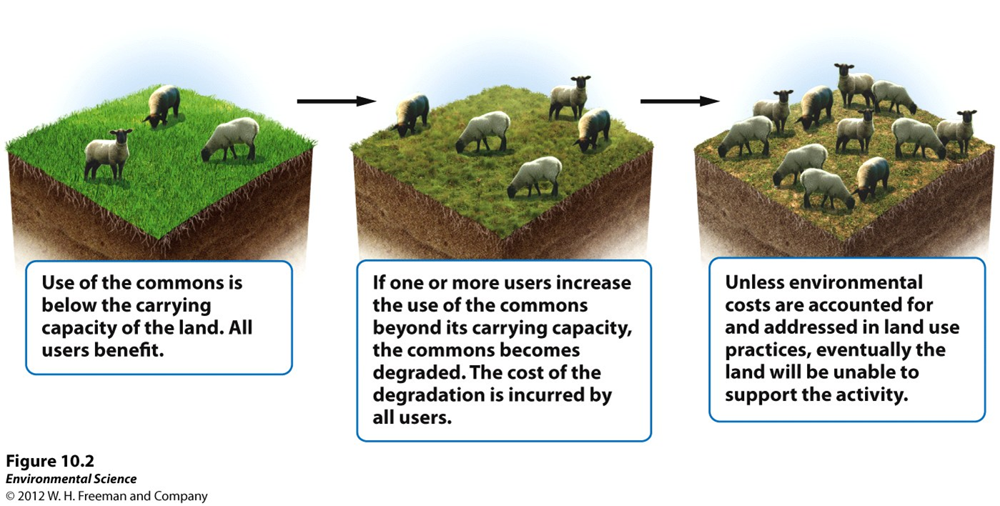 Use of the commons is
below the carrying
capacity of the land. All
users benefit.
If one or more users increase
the use of the commons
beyond its carrying capacity,
the commons becomes
degraded. The cost of the
degradation is incurred by
all users.
Unless environmental
costs are accounted for
and addressed in land use
practices, eventually the
land will be unable to
support the activity.
Figure 10.2
Environmental Science
© 2012 W. H. Freeman and Company